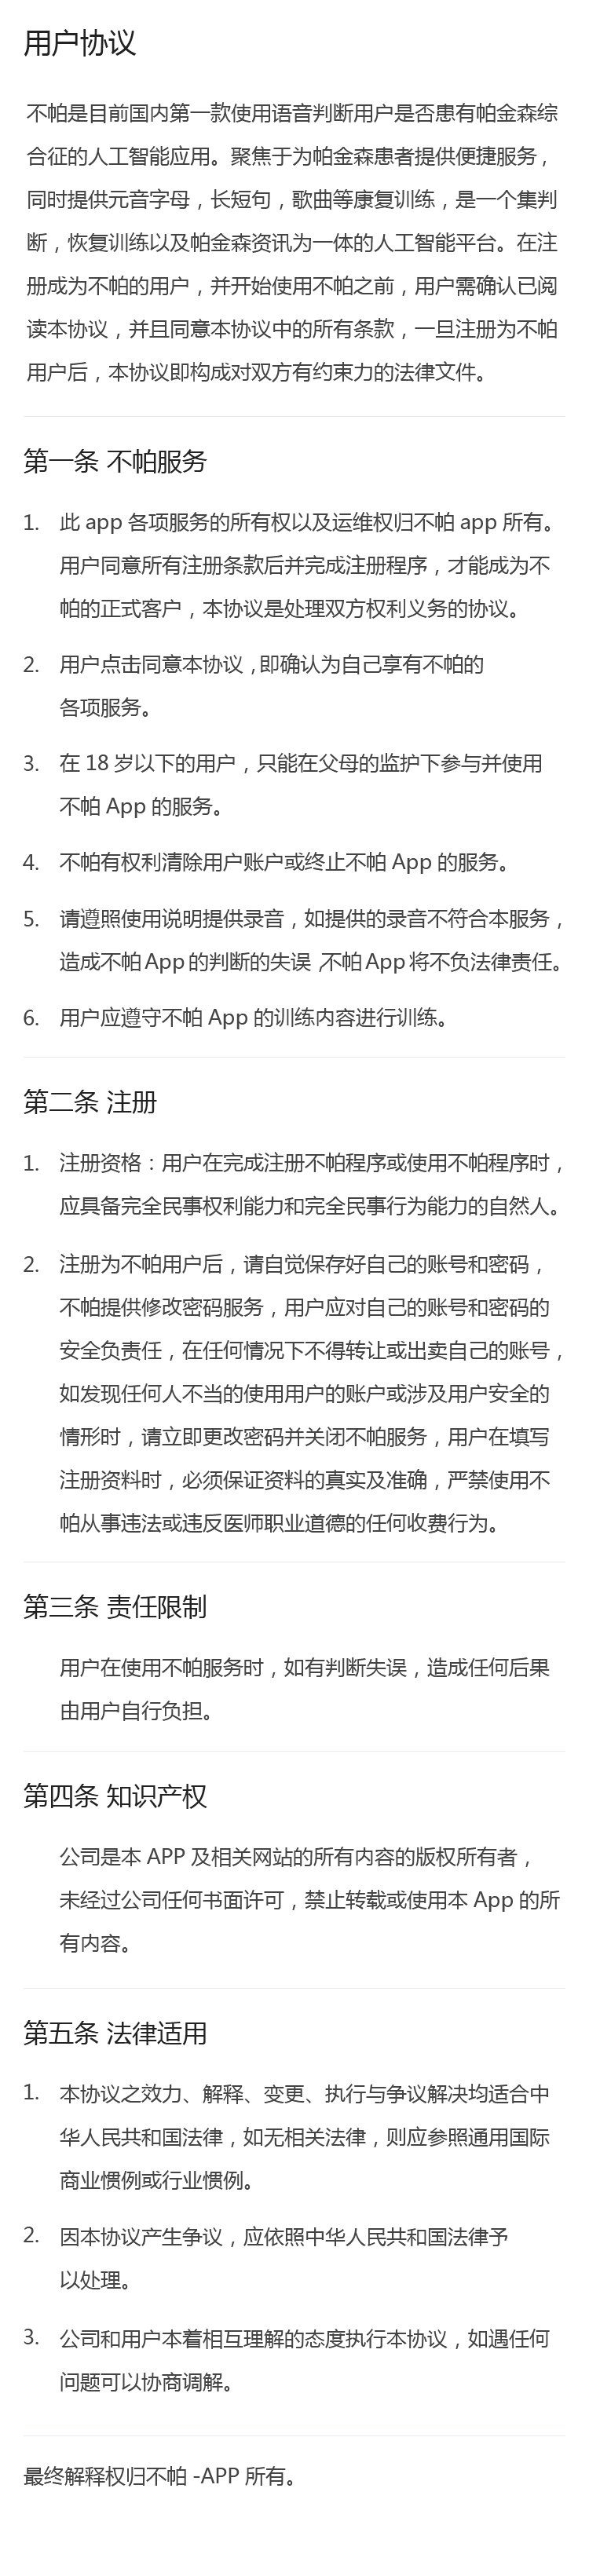 用户协议
不帕是目前国内第一款使用语音判断用户是否患有帕金森综
合征的人工智能应用。聚焦于为帕金森患者提供便捷服务，
同时提供元音字母，长短句，歌曲等康复训练，是一个集判
断，恢复训练以及帕金森资讯为一体的人工智能平台。在注
册成为不帕的用户，并开始使用不帕之前，用户需确认已阅
读本协议，并且同意本协议中的所有条款，一旦注册为不帕
用户后，本协议即构成对双方有约束力的法律文件。
第一条 不帕服务
1. 此 app 各项服务的所有权以及运维权归不帕 app 所有。
用户同意所有注册条款后并完成注册程序，才能成为不
帕的正式客户，本协议是处理双方权利义务的协议。
2. 用户点击同意本协议，即确认为自己享有不帕的
各项服务。
3. 在 18 岁以下的用户，只能在父母的监护下参与并使用
不帕 App 的服务。
4. 不帕有权利清除用户账户或终止不帕 App 的服务。
5. 请遵照使用说明提供录音，如提供的录音不符合本服务，
造成不帕 App 的判断的失误，不帕 App 将不负法律责任。
6. 用户应遵守不帕 App 的训练内容进行训练。
第二条 注册
1. 注册资格：用户在完成注册不帕程序或使用不帕程序时，
应具备完全民事权利能力和完全民事行为能力的自然人。
2. 注册为不帕用户后，请自觉保存好自己的账号和密码，
不帕提供修改密码服务，用户应对自己的账号和密码的
安全负责任，在任何情况下不得转让或出卖自己的账号，
如发现任何人不当的使用用户的账户或涉及用户安全的
情形时，请立即更改密码并关闭不帕服务，用户在填写
注册资料时，必须保证资料的真实及准确，严禁使用不
帕从事违法或违反医师职业道德的任何收费行为。
第三条 责任限制
用户在使用不帕服务时，如有判断失误，造成任何后果
由用户自行负担。
第四条 知识产权
公司是本 APP 及相关网站的所有内容的版权所有者，
未经过公司任何书面许可，禁止转载或使用本 App 的所
有内容。
第五条 法律适用
1. 本协议之效力、解释、变更、执行与争议解决均适合中
华人民共和国法律，如无相关法律，则应参照通用国际
商业惯例或行业惯例。
2. 因本协议产生争议，应依照中华人民共和国法律予
以处理。
3. 公司和用户本着相互理解的态度执行本协议，如遇任何
问题可以协商调解。
最终解释权归不帕 -APP 所有。